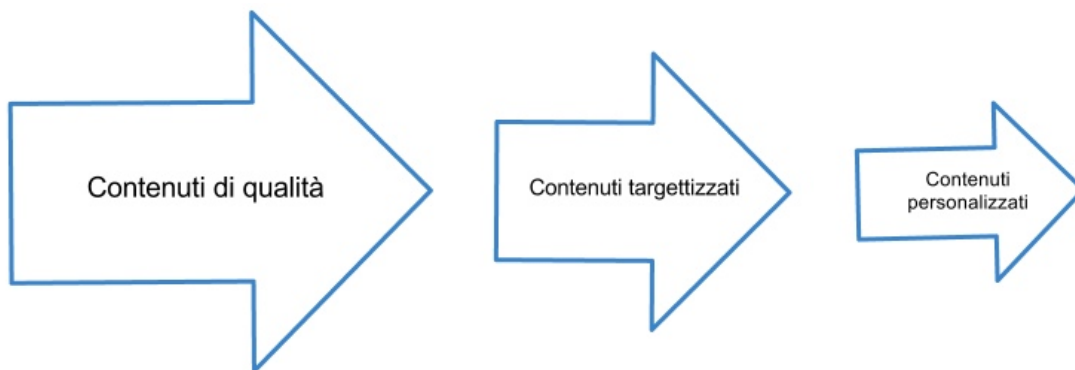 Contenuti di qualità
Contenuti targettizzati
Contenuti
personalizzati